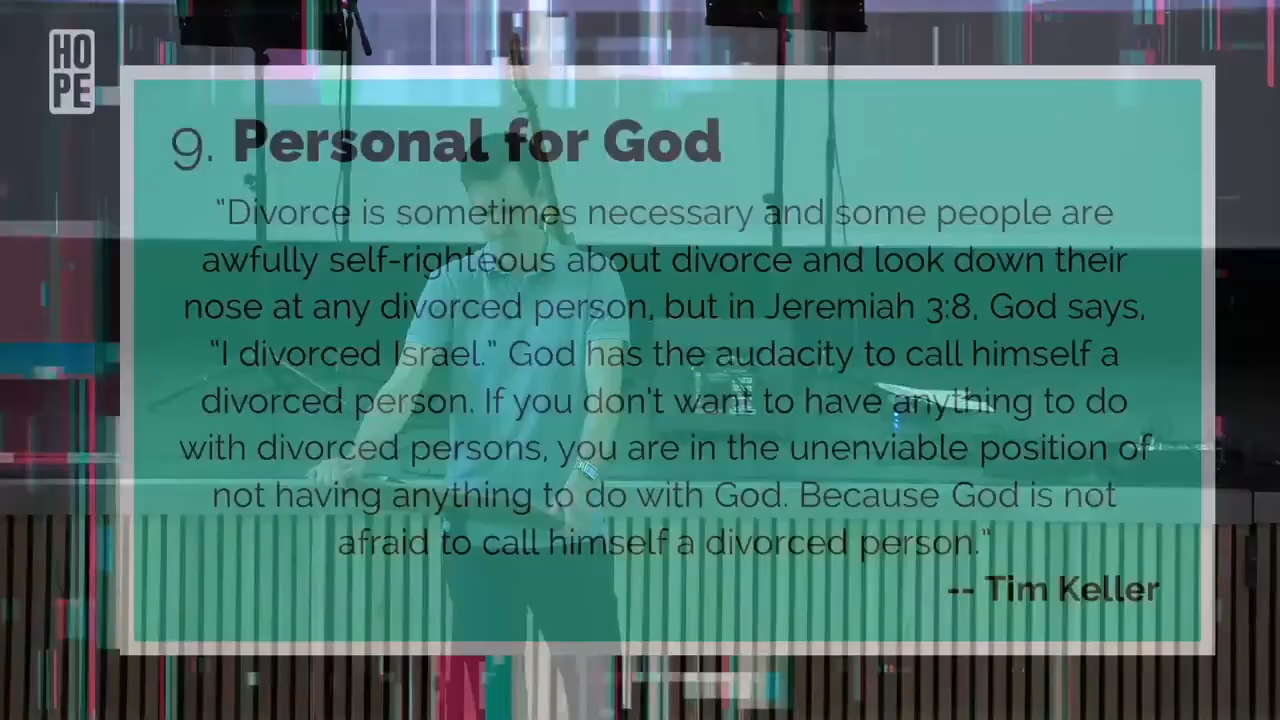 HO
PE
9. Personal for God
“Divorce is sometimes necessary and some people are
awfully self-righteous about divorce and look down their
nose at any divorced person, but in Jeremiah 3:8, God says,
“I divorced Israel.” God has the audacity to call himself a
divorced person. If you don't want to have anything to do
with divorced persons, you are in the unenviable position of
not having anything to do with God. Because God is not
afraid to call himself a divorced person.”
-- Tim Keller